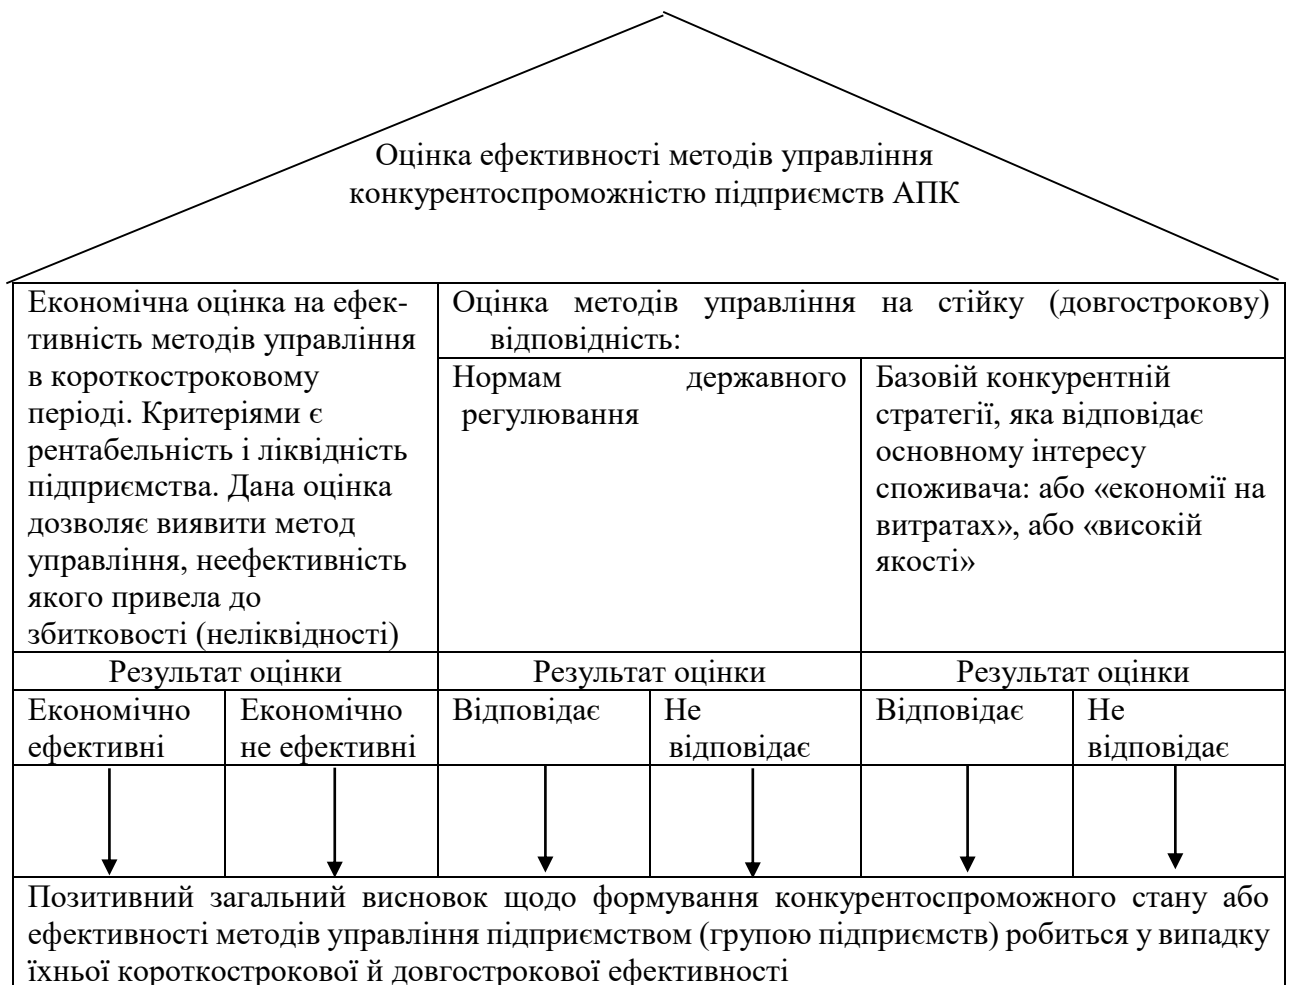 Оцінка ефективності методів управління
конкурентоспроможністю підприємств АПК
Економічна оцінка на ефек-
тивність методів управління
в короткостроковому
періоді. Критеріями є
рентабельність і ліквідність
підприємства. Дана оцінка
дозволяє виявити метод
управління, неефективність
якого привела до
збитковості (неліквідності)
Оцінка методів управління на стійку (довгострокову)
відповідність:
Нормам державного
регулювання
Базовій конкурентній
стратегії, яка відповідає
основному інтересу
споживача: або «економії на
витратах», або «високій
якості»
Результат оцінки
Результат оцінки
Результат оцінки
Економічно
ефективні
Економічно
не ефективні
Відповідає
Не
відповідає
Відповідає
Не
відповідає
Позитивний загальний висновок щодо формування конкурентоспроможного стану або
ефективності методів управління підприємством (групою підприємств) робиться у випадку
їхньої короткострокової й довгострокової ефективності